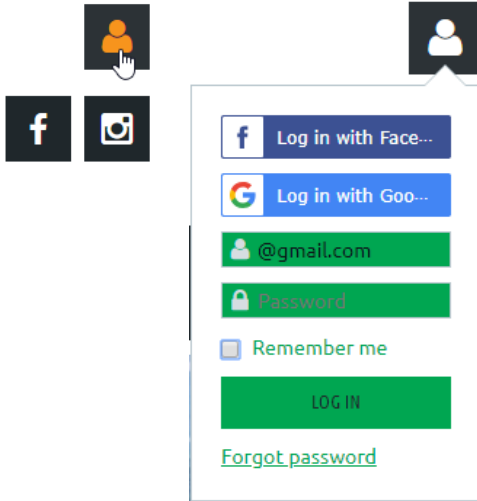 Log in with Face...
Log in with Goo...
@gmail.com
Password
Remember me
LOG IN
Forgot password